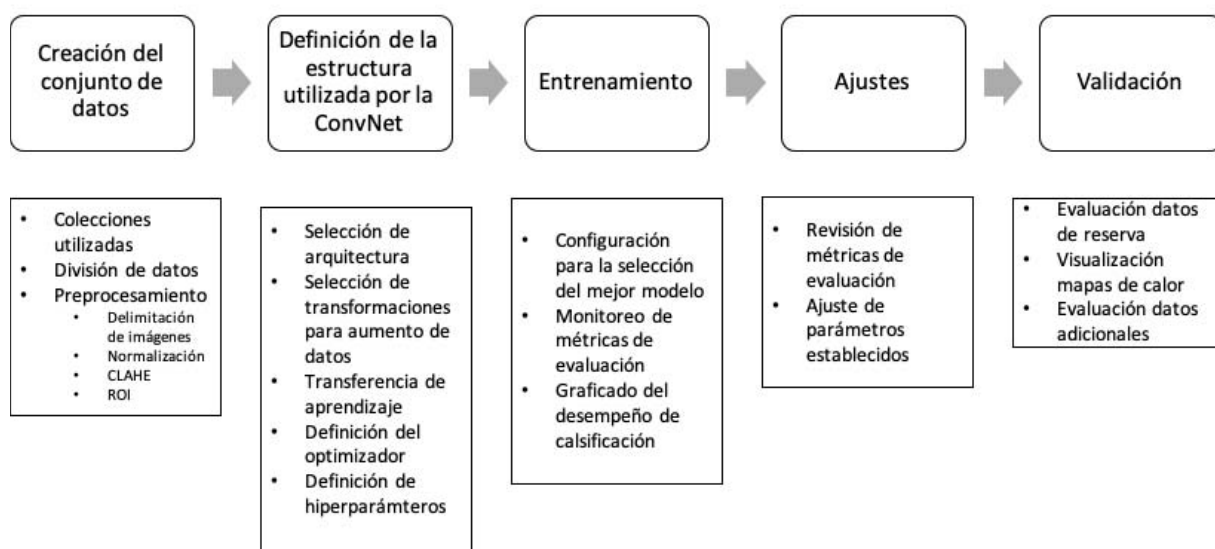 Creación del
conjunto de
datos
Definición de la
estructura
utilizada por la
ConvNet
Entrenamiento
Ajustes
Validación
• Colecciones
utilizadas
• División de datos
• Preprocesamiento
• Delimitación
de imágenes
• Normalización
• CLAHE
• ROI
• Selección de
arquitectura
• Selección de
transformaciones
para aumento de
datos
• Transferencia de
aprendizaje
• Definición del
optimizador
• Definición de
hiperparámteros
• Configuración
para la selección
del mejor modelo
• Monitoreo de
métricas de
evaluación
• Graficado del
desempeño de
calsificación
• Revisión de
métricas de
evaluación
• Ajuste de
parámetros
establecidos
• Evaluación datos
de reserva
• Visualización
mapas de calor
• Evaluación datos
adicionales